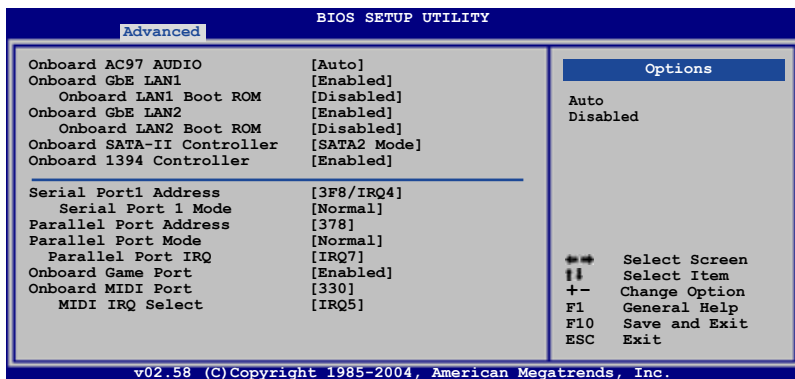 BIOS SETUP UTILITY
Advanced
Onboard AC97 AUDIO [Auto]
Onboard GbE LAN1 [Enabled]
Onboard LAN1 Boot ROM [Disabled]
Onboard GbE LAN2 [Enabled]
Onboard LAN2 Boot ROM [Disabled]
Onboard SATA-II Controller [SATA2 Mode]
Onboard 1394 Controller [Enabled]
Serial Port1 Address [3F8/IRQ4]
Serial Port 1 Mode [Normal]
Parallel Port Address [378]
Parallel Port Mode [Normal]
Parallel Port IRQ [IRQ7]
Onboard Game Port [Enabled]
Onboard MIDI Port [330]
MIDI IRQ Select [IRQ5]
Options
Auto
Disabled
←→ Select Screen
↑↓ Select Item
+- Change Option
F1 General Help
F10 Save and Exit
ESC Exit
v02.58 (C)Copyright 1985-2004, American Megatrends, Inc.